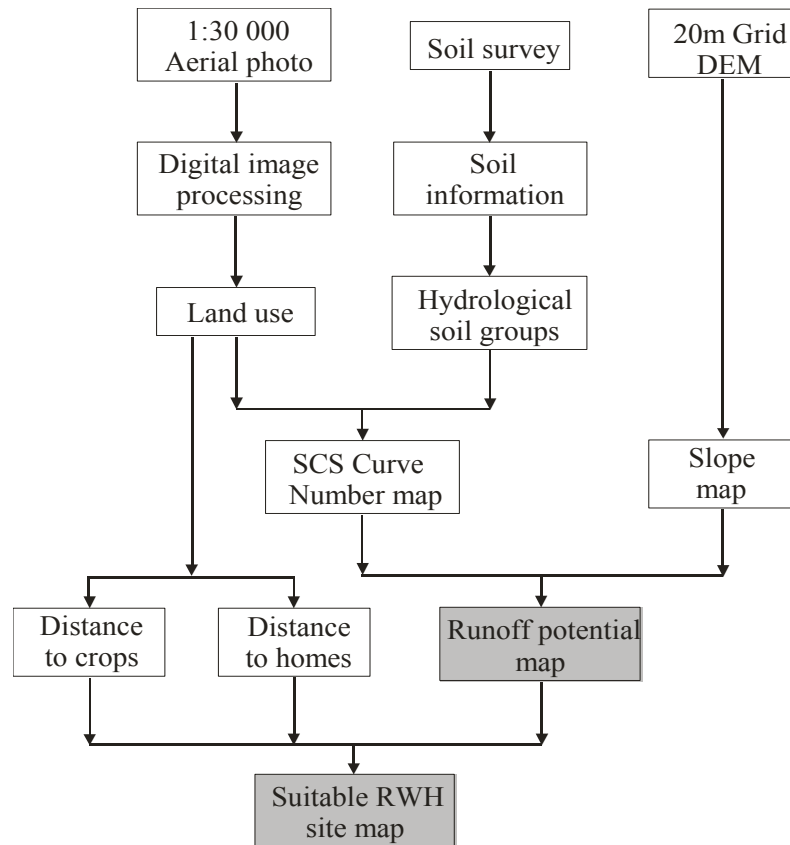 1:30 000
Aerial photo
Soil survey
20m Grid
DEM
Digital image
processing
Soil
information
Land use
Hydrological
soil groups
SCS Curve
Number map
Slope
map
Distance
to crops
Distance
to homes
Runoff potential
map
Suitable RWH
site map